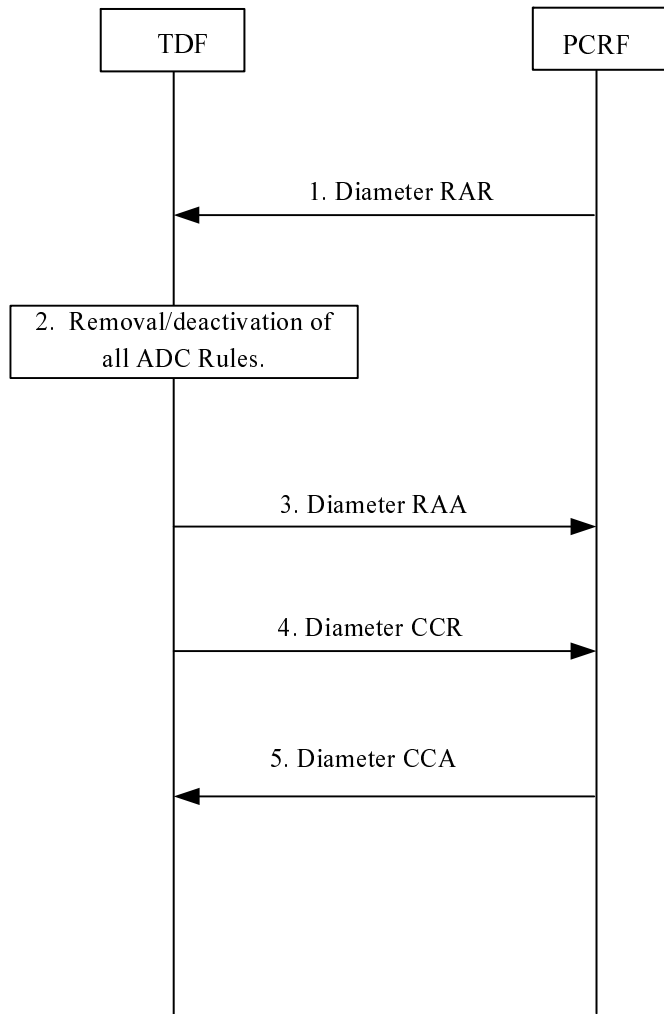 TDF
PCRF
1. Diameter RAR
2. Removal/deactivation of
all ADC Rules.
3. Diameter RAA
4. Diameter CCR
5. Diameter CCA